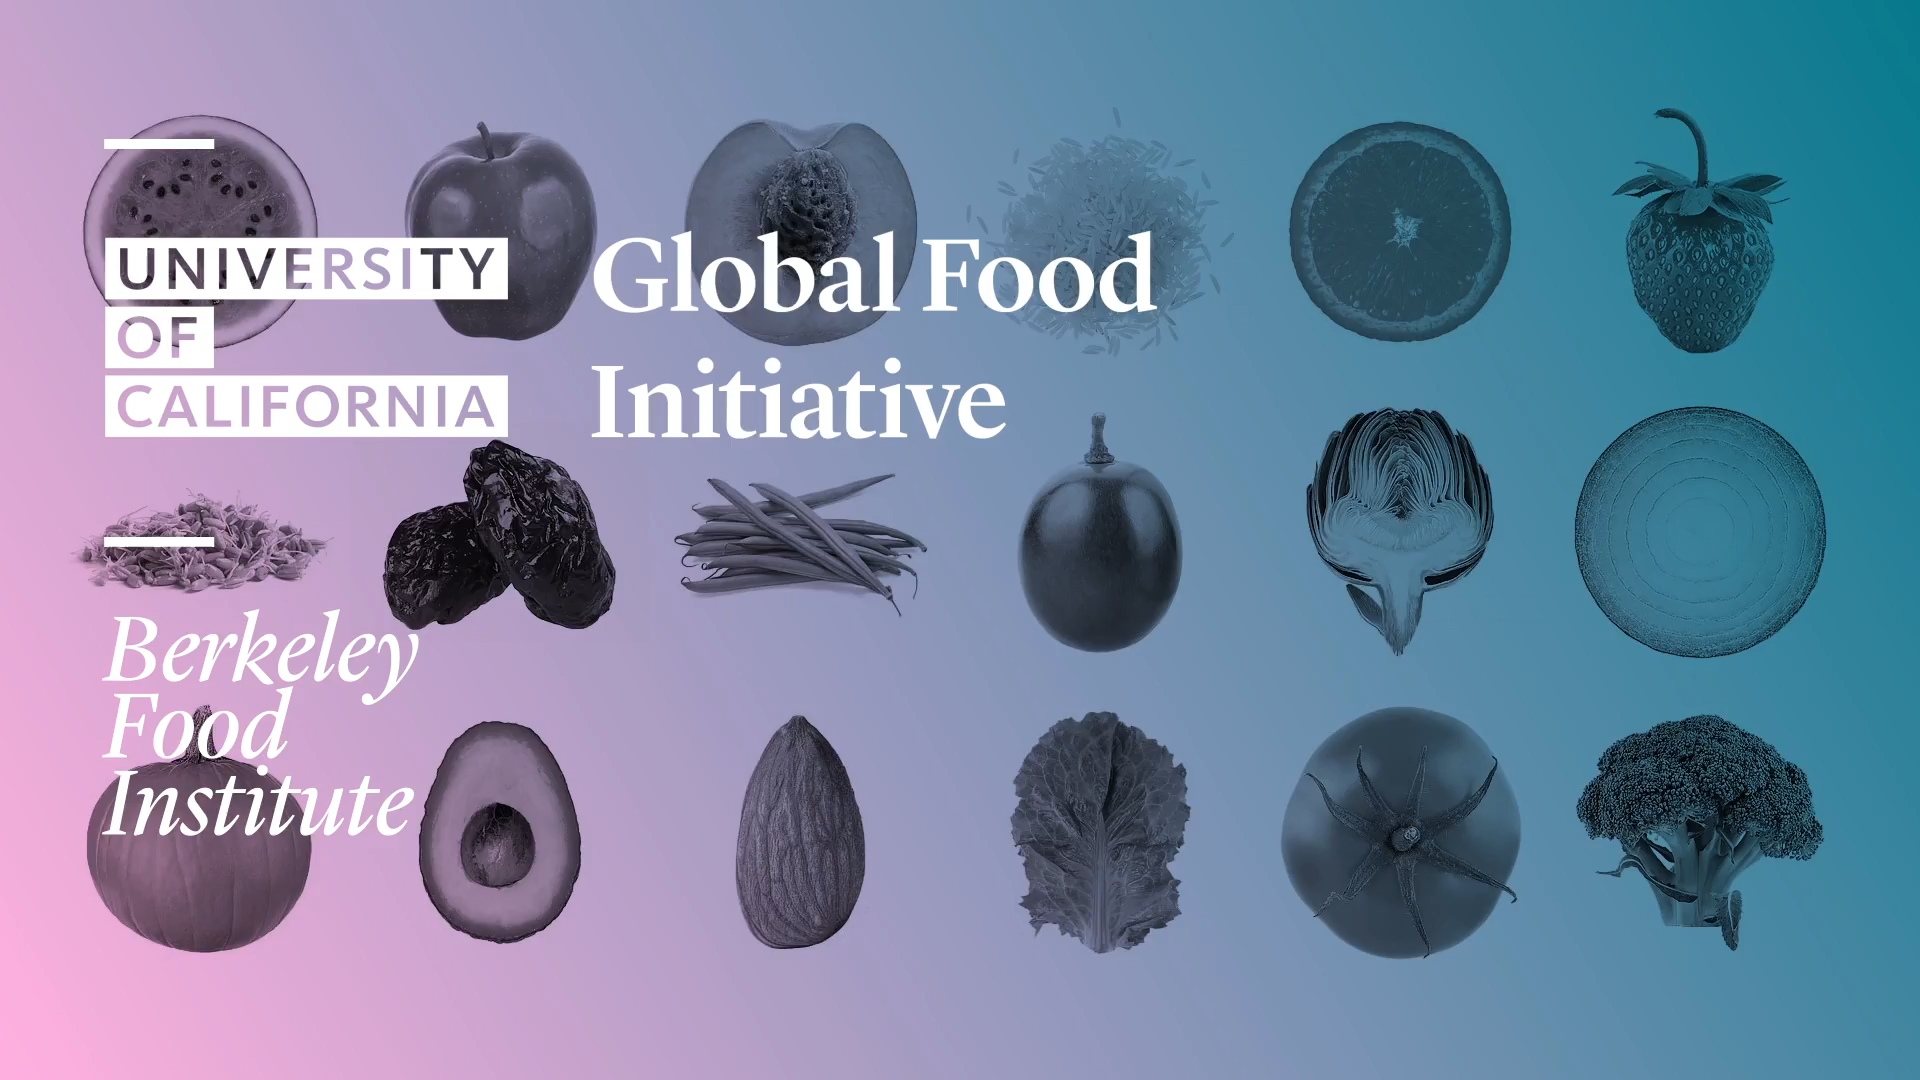 UNIVERSITY
OF
CALIFORNIA
Global Food
Initiative
Berkeley
Food
Institute